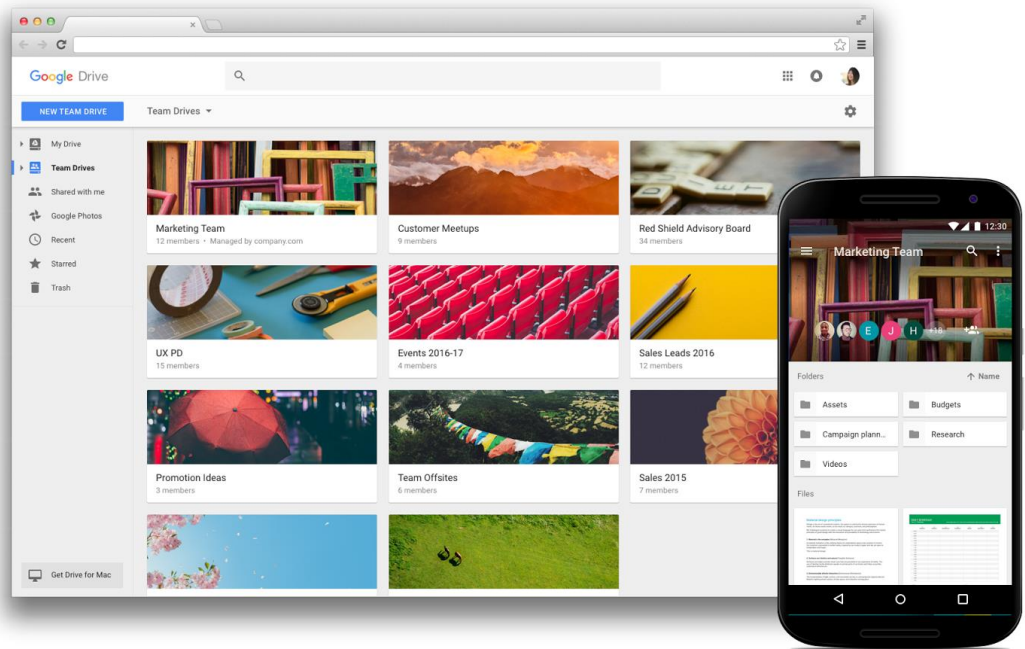 Google Drive
NEW TEAM DRIVE
Team Drives
My Drive
Team Drives
Shared with me
Google Photos
Recent
Starred
Trash
Get Drive for Mac
Marketing Team
12 members • Managed by company.com
Customer Meetups
9 members
Red Shield Advisory Board
34 members
UX PD
15 members
Events 2016-17
4 members
Sales Leads 2016
12 members
Promotion Ideas
3 members
Team Offsites
6 members
Sales 2015
7 members
12:30
Marketing Team
E J H +18
Folders
Name
Assets
Budgets
Campaign plann...
Research
Videos
Files